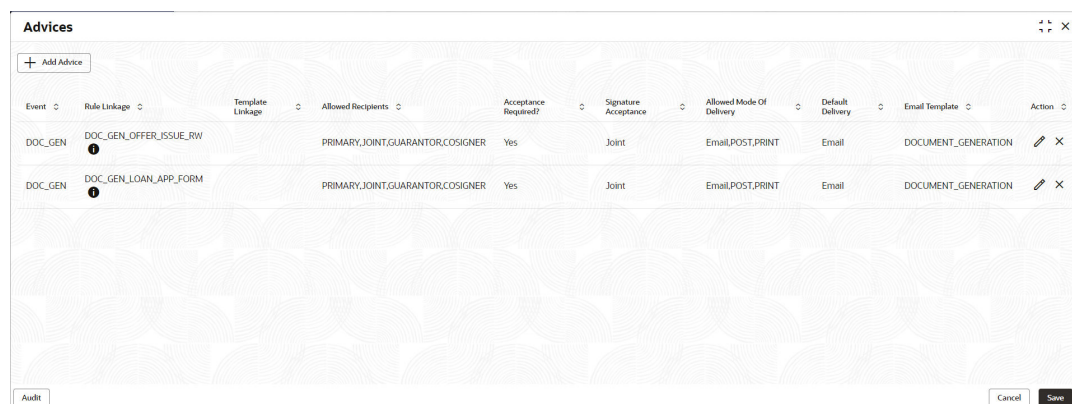 Advices
Add Advice
Event Rule Linkage Template Linkage Allowed Recipients Acceptance Required? Signature Acceptance Allowed Mode Of Delivery Default Delivery Email Template Action
DOC_GEN DOC_GEN_OFFER_ISSUE_RW PRIMARY,JOINT,GUARANTOR,COSIGNER Yes Joint Email,POST,PRINT Email DOCUMENT_GENERATION
DOC_GEN DOC_GEN_LOAN_APP_FORM PRIMARY,JOINT,GUARANTOR,COSIGNER Yes Joint Email,POST,PRINT Email DOCUMENT_GENERATION
Audit Cancel Save